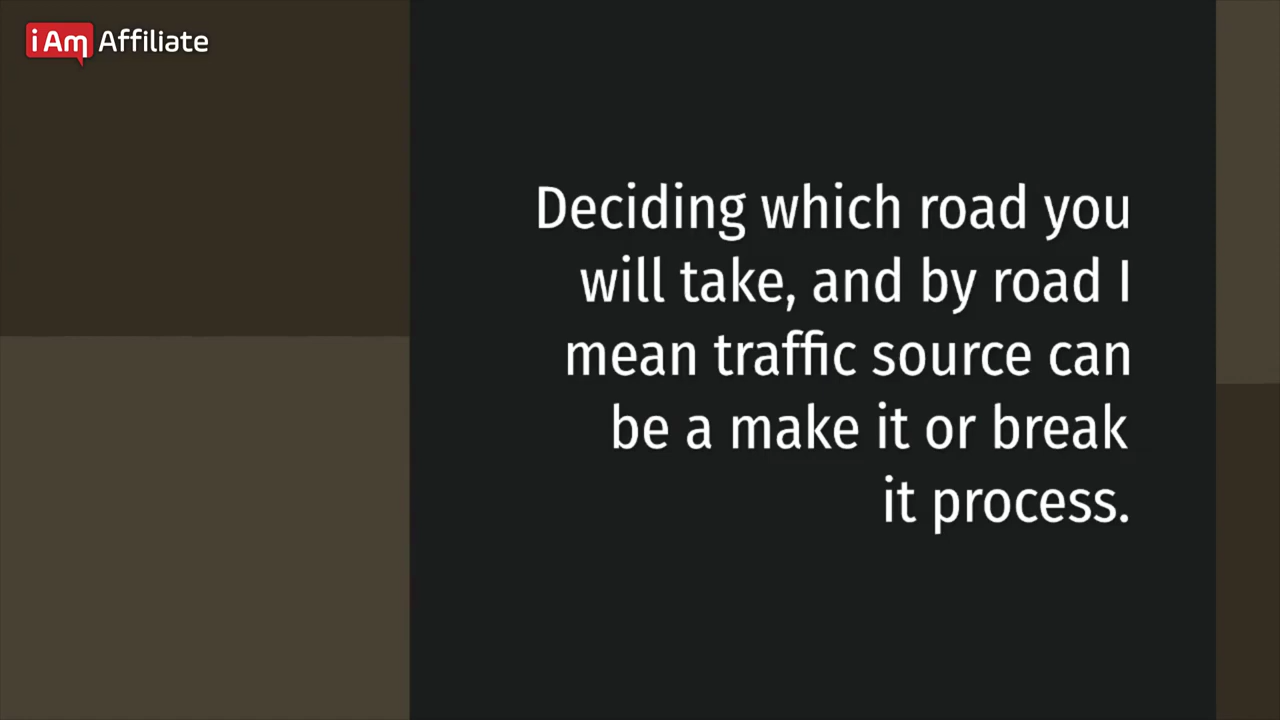 i Am Affiliate
Deciding which road you
will take, and by road I
mean traffic source can
be a make it or break
it process.